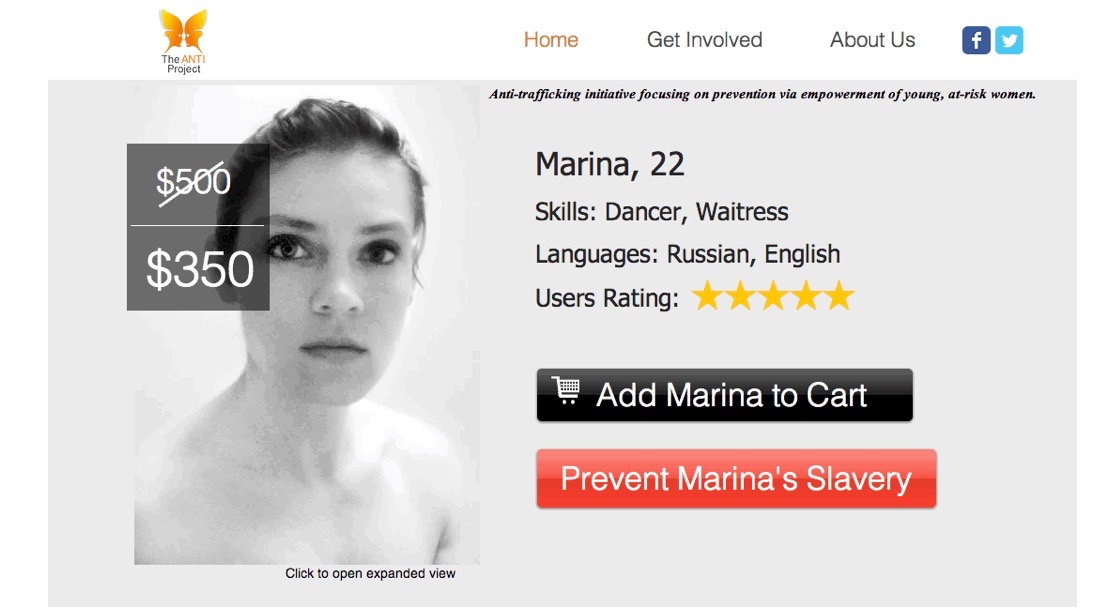 The ANTI
Project
Home
Get Involved
About Us
f
Anti-trafficking initiative focusing on prevention via empowerment of young, at-risk women.
$500
$350
Marina, 22
Skills: Dancer, Waitress
Languages: Russian, English
Users Rating:
Add Marina to Cart
Prevent Marina's Slavery
Click to open expanded view